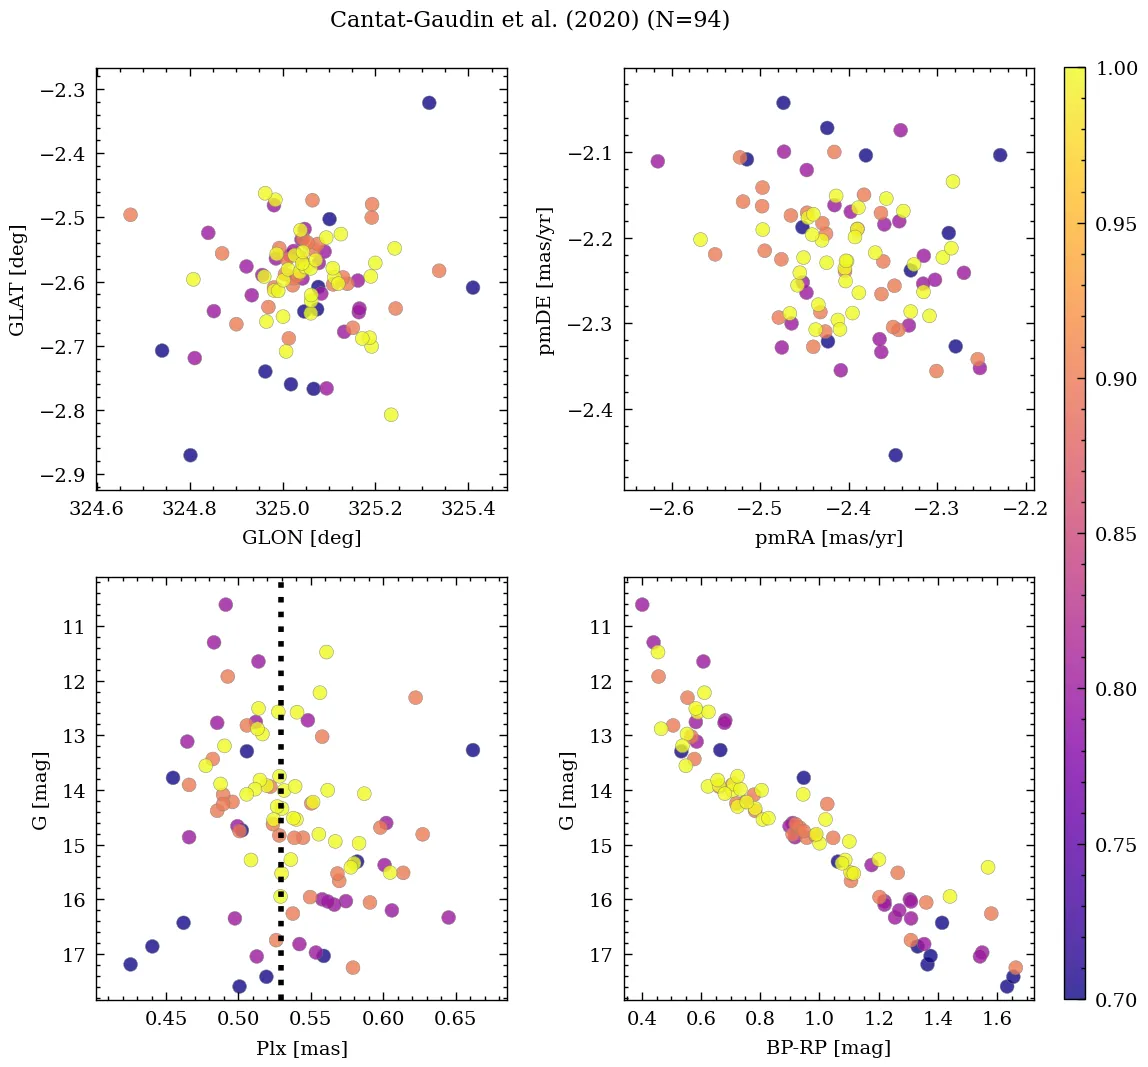 Cantat-Gaudin et al. (2020) (N=94)
−2.3
−2.4
−2.5
−2.6
−2.7
−2.8
−2.9
GLAT [deg]
324.6 324.8 325.0 325.2 325.4
GLON [deg]
−2.1
−2.2
−2.3
−2.4
pmDE [mas/yr]
−2.6 −2.5 −2.4 −2.3 −2.2
pmRA [mas/yr]
11
12
13
14
15
16
17
G [mag]
0.45 0.50 0.55 0.60 0.65
Plx [mas]
11
12
13
14
15
16
17
G [mag]
0.4 0.6 0.8 1.0 1.2 1.4 1.6
BP-RP [mag]
1.00
0.95
0.90
0.85
0.80
0.75
0.70